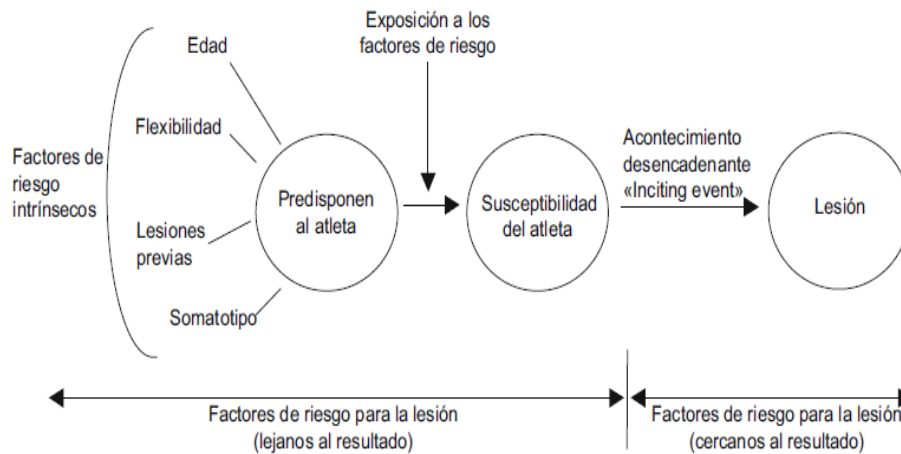 Factores de
riesgo
intrínsecos
Edad
Flexibilidad
Lesiones
previas
Somatotipo
Predisponen
al atleta
Exposición a los
factores de riesgo
Susceptibilidad
del atleta
Acontecimiento
desencadenante
«Inciting event»
Lesión
Factores de riesgo para la lesión
(lejanos al resultado)
Factores de riesgo para la lesión
(cercanos al resultado)